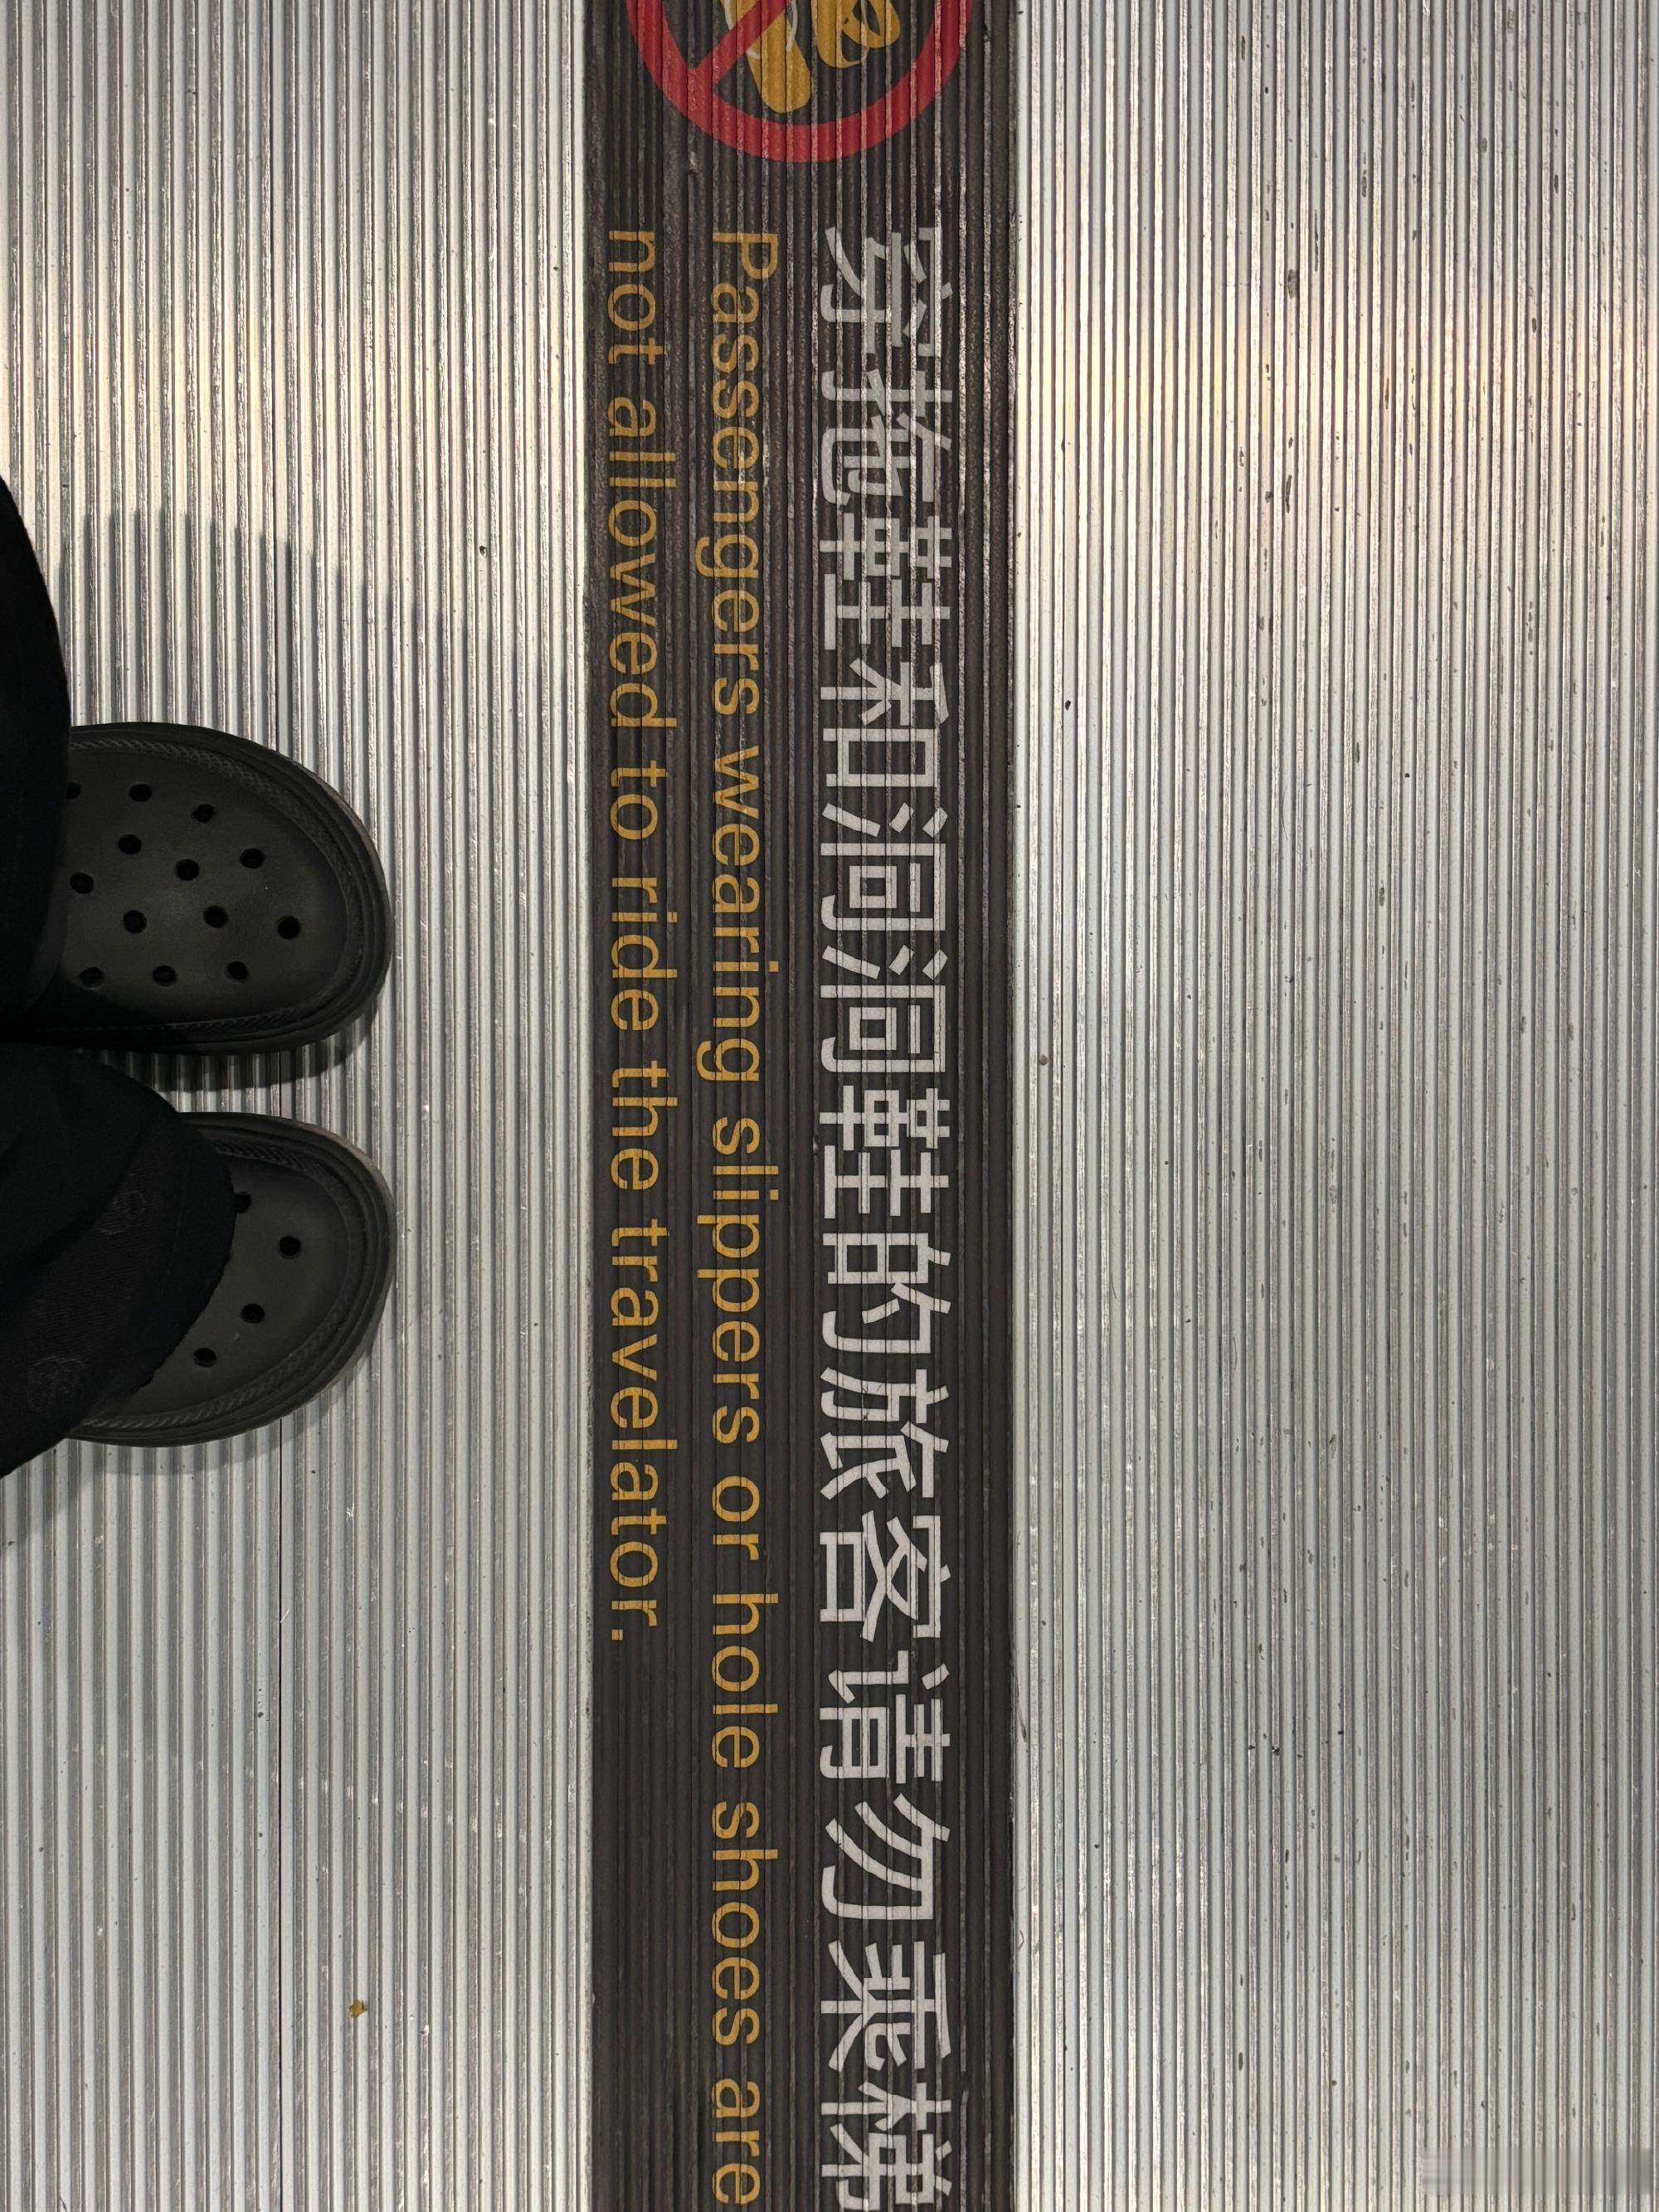 穿拖鞋和洞洞鞋的旅客请勿乘梯
Passengers wearing slippers or hole shoes are
not allowed to ride the travelator.